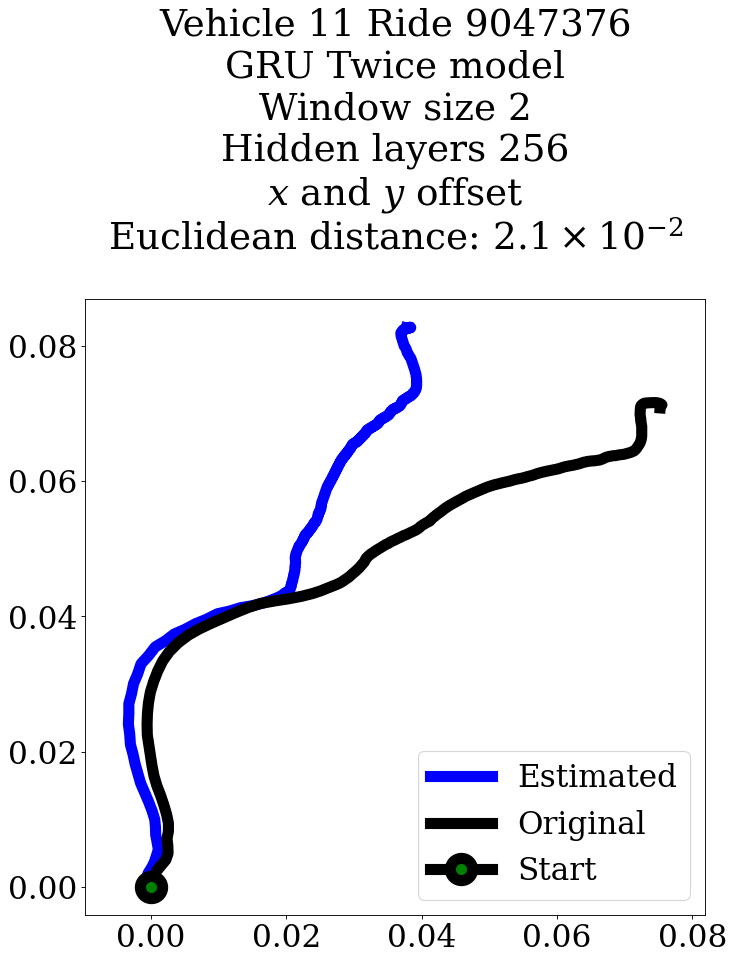 Vehicle 11 Ride 9047376
GRU Twice model
Window size 2
Hidden layers 256
x and y offset
Euclidean distance: 2.1 × 10⁻²
0.08
0.06
0.04
0.02
0.00
Estimated
Original
Start
0.00 0.02 0.04 0.06 0.08